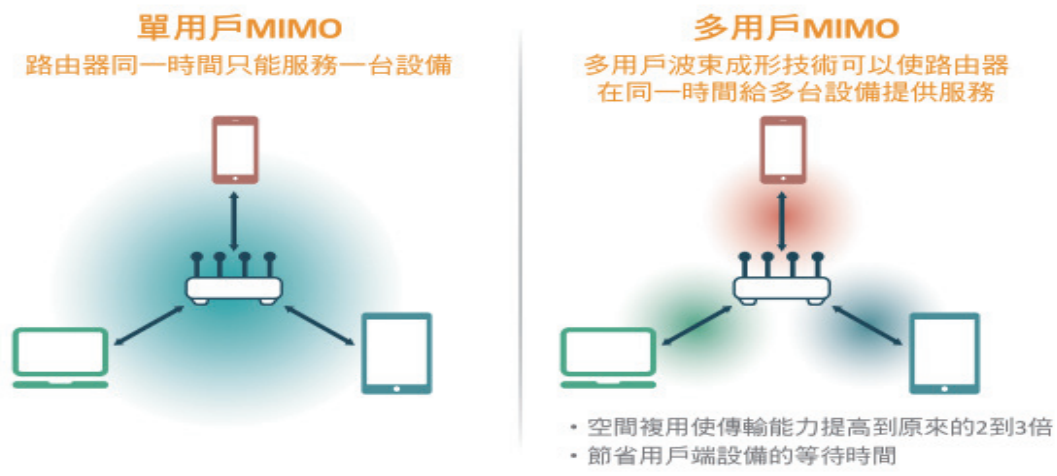 單用戶MIMO
路由器同一時間只能服務一台設備
多用戶MIMO
多用戶波束成形技術可以使路由器
在同一時間給多台設備提供服務
・空間複用使傳輸能力提高到原來的2到3倍
・節省用戶端設備的等待時間